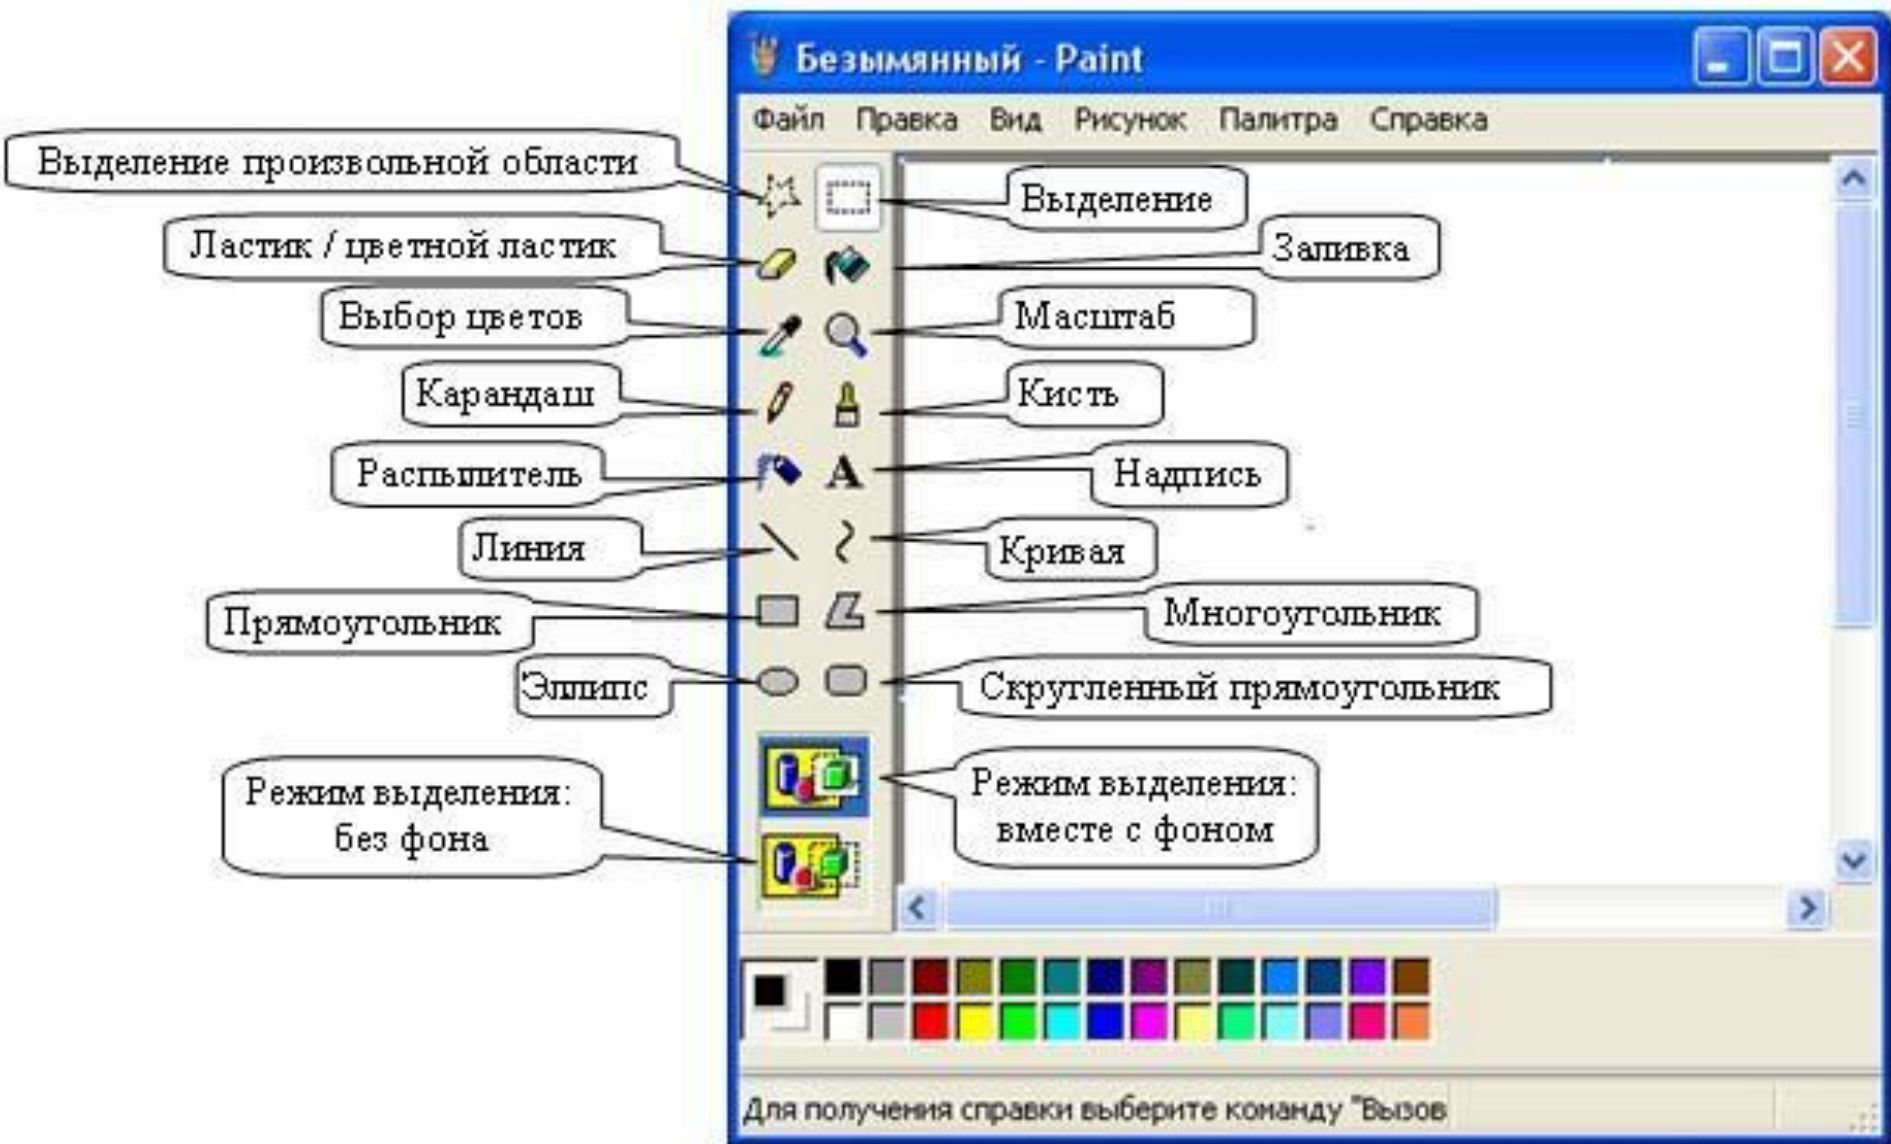 Безымянный - Paint
Файл Правка Вид Рисунок Палитра Справка
Выделение произвольной области
Выделение
Ластик / цветной ластик
Заливка
Выбор цветов
Масштаб
Карандаш
Кисть
Распылитель
A
Надпись
Линия
Кривая
Прямоугольник
Многоугольник
Эллипс
Скругленный прямоугольник
Режим выделения:
без фона
Режим выделения:
вместе с фоном
Для получения справки выберите команду "Вызов